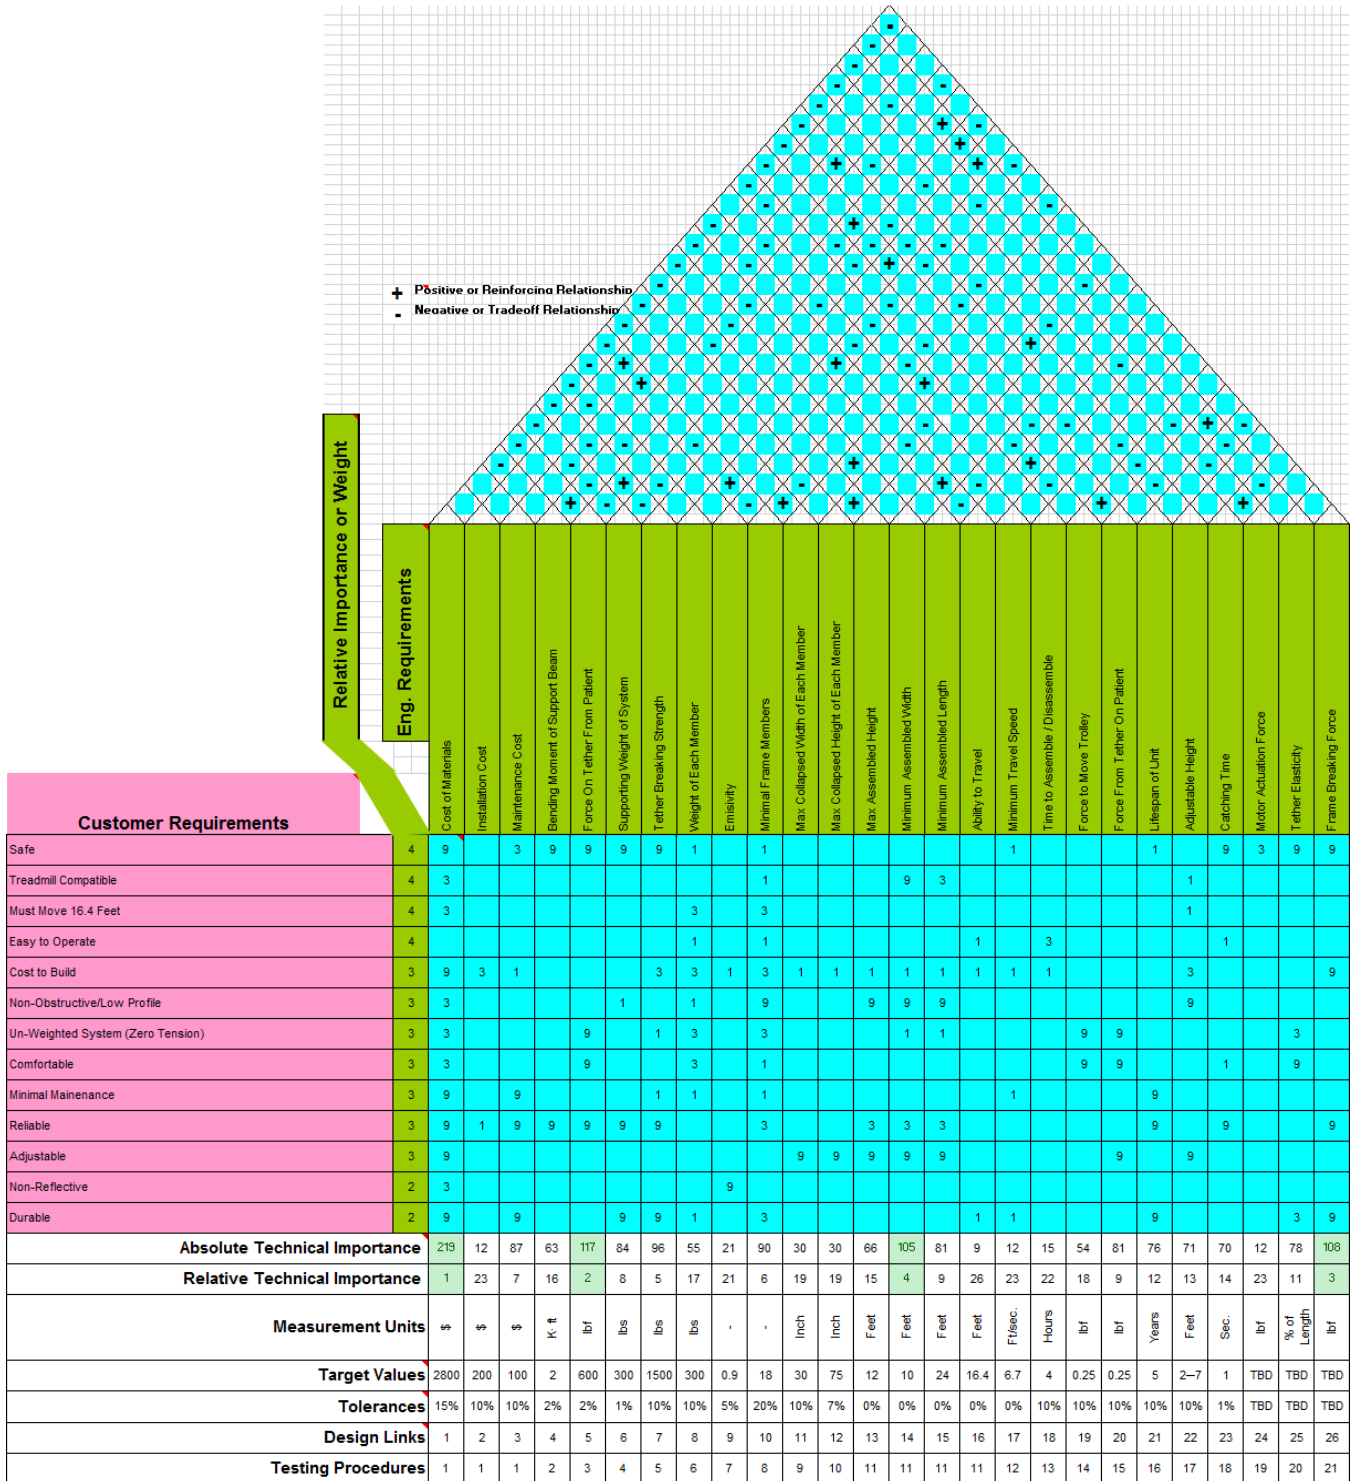 + Positive or Reinforcing Relationship
- Negative or Tradeoff Relationship
Relative Importance or Weight
Eng. Requirements
Cost of Materials
Installation Cost
Maintenance Cost
Bending Moment of Support Beam
Force On Tether From Patient
Supporting Weight of System
Tether Breaking Strength
Weight of Each Member
Emisivity
Minimal Frame Members
Max Collapsed Width of Each Member
Max Collapsed Height of Each Member
Max Assembled Height
Minimum Assembled Width
Minimum Assembled Length
Ability to Travel
Minimum Travel Speed
Time to Assemble / Disassemble
Force to Move Trolley
Force From Tether On Patient
Lifespan of Unit
Adjustable Height
Catching Time
Motor Actuation Force
Tether Elasticity
Frame Breaking Force
Customer Requirements
Safe 4 9 3 9 9 9 9 1 1 1 1 9 3 9 9
Treadmill Compatible 4 3 1 9 3 1
Must Move 16.4 Feet 4 3 3 3 1
Easy to Operate 4 1 1 1 3 1
Cost to Build 3 9 3 1 3 3 1 3 1 1 1 1 1 1 1 1 3 9
Non-Obstructive/Low Profile 3 3 1 1 9 9 9 9 9
Un-Weighted System (Zero Tension) 3 3 9 1 3 3 1 1 9 9 3
Comfortable 3 3 9 3 1 9 9 1 9
Minimal Mainenance 3 9 9 1 1 1 1 9
Reliable 3 9 1 9 9 9 9 9 3 3 3 3 9 9 9
Adjustable 3 9 9 9 9 9 9 9 9
Non-Reflective 2 3 9
Durable 2 9 9 9 9 1 3 1 1 9 3 9
Absolute Technical Importance 219 12 87 63 117 84 96 55 21 90 30 30 66 105 81 9 12 15 54 81 76 71 70 12 78 108
Relative Technical Importance 1 23 7 16 2 8 5 17 21 6 19 19 15 4 9 26 23 22 18 9 12 13 14 23 11 3
Measurement Units $ $ $ K·ft lbf lbs lbs lbs - - Inch Inch Feet Feet Feet Feet Ft/sec. Hours lbf lbf Years Feet Sec. lbf % of Length lbf
Target Values 2800 200 100 2 600 300 1500 300 0.9 18 30 75 12 10 24 16.4 6.7 4 0.25 0.25 5 2--7 1 TBD TBD TBD
Tolerances 15% 10% 10% 2% 2% 1% 10% 10% 5% 20% 10% 7% 0% 0% 0% 0% 0% 10% 10% 10% 10% 10% 1% TBD TBD TBD
Design Links 1 2 3 4 5 6 7 8 9 10 11 12 13 14 15 16 17 18 19 20 21 22 23 24 25 26
Testing Procedures 1 1 1 2 3 4 5 6 7 8 9 10 11 11 11 11 12 13 14 15 16 17 18 19 20 21